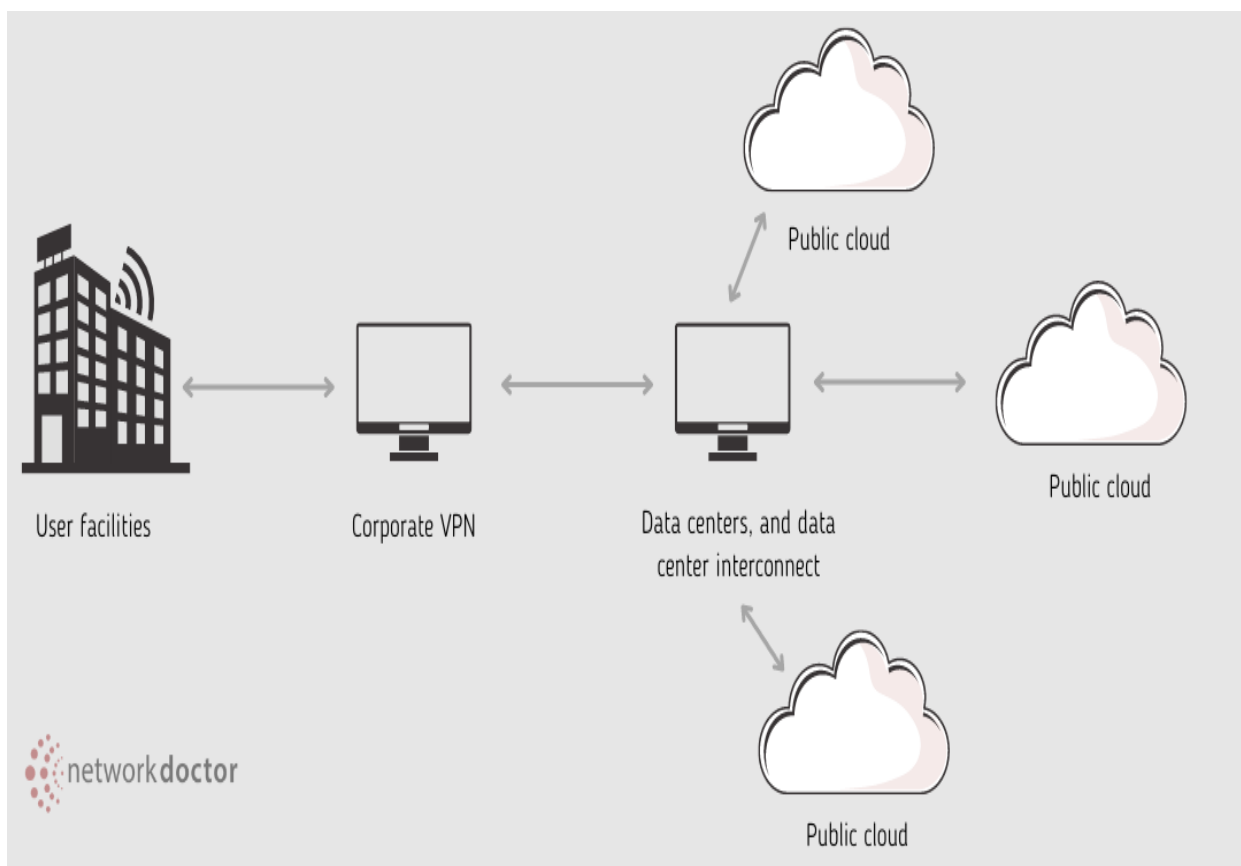 Public cloud
Public cloud
User facilities
Corporate VPN
Data centers, and data
center interconnect
Public cloud
networkdoctor